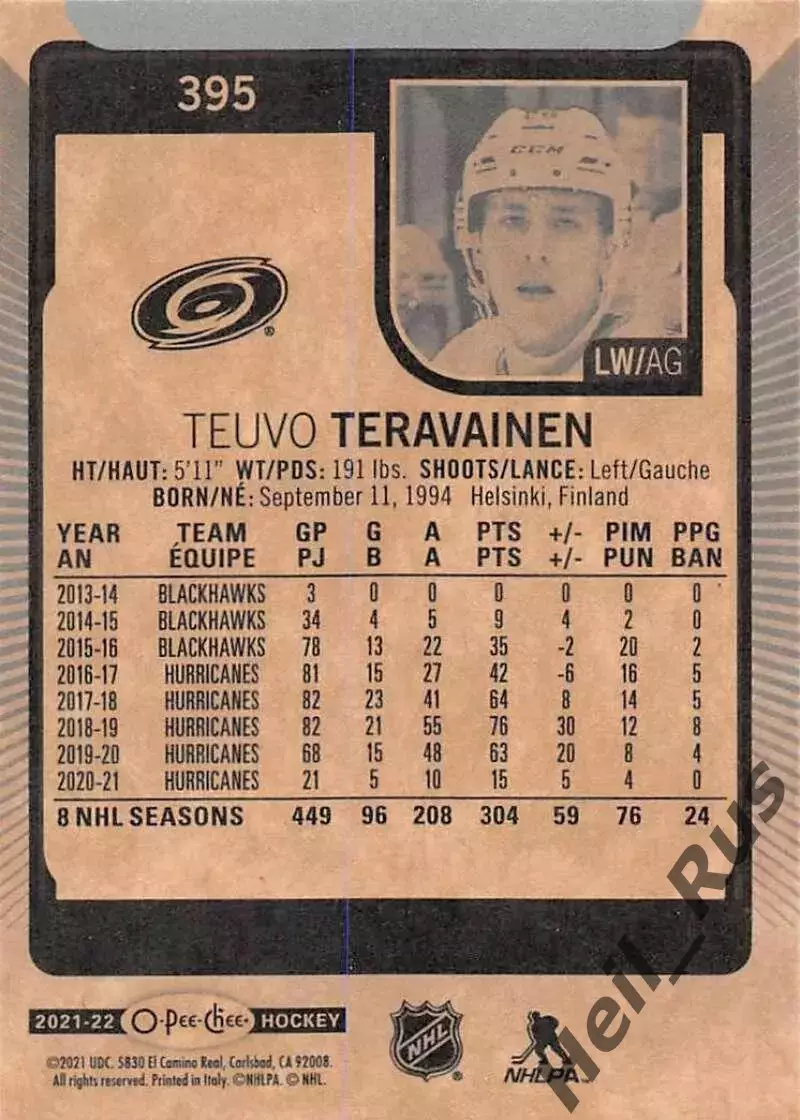 395
CCM
LW/AG
®
TEUVO TERAVAINEN
HT/HAUT: 5'11" WT/PDS: 191 lbs. SHOOTS/LANCE: Left/Gauche
BORN/NÉ: September 11, 1994 Helsinki, Finland
YEAR TEAM GP G A PTS +/- PIM PPG
AN ÉQUIPE PJ B A PTS +/- PUN BAN
2013-14 BLACKHAWKS 3 0 0 0 0 0 0
2014-15 BLACKHAWKS 34 4 5 9 4 2 0
2015-16 BLACKHAWKS 78 13 22 35 -2 20 2
2016-17 HURRICANES 81 15 27 42 -6 16 5
2017-18 HURRICANES 82 23 41 64 8 14 5
2018-19 HURRICANES 82 21 55 76 30 12 8
2019-20 HURRICANES 68 15 48 63 20 8 4
2020-21 HURRICANES 21 5 10 15 5 4 0
8 NHL SEASONS 449 96 208 304 59 76 24
Heil_Rus
2021-22 O-Pee-Chee HOCKEY
NHL ®
NHLPA
©2021 UDC. 5830 El Camino Real, Carlsbad, CA 92008.
All rights reserved. Printed in Italy. ©NHLPA. © NHL.